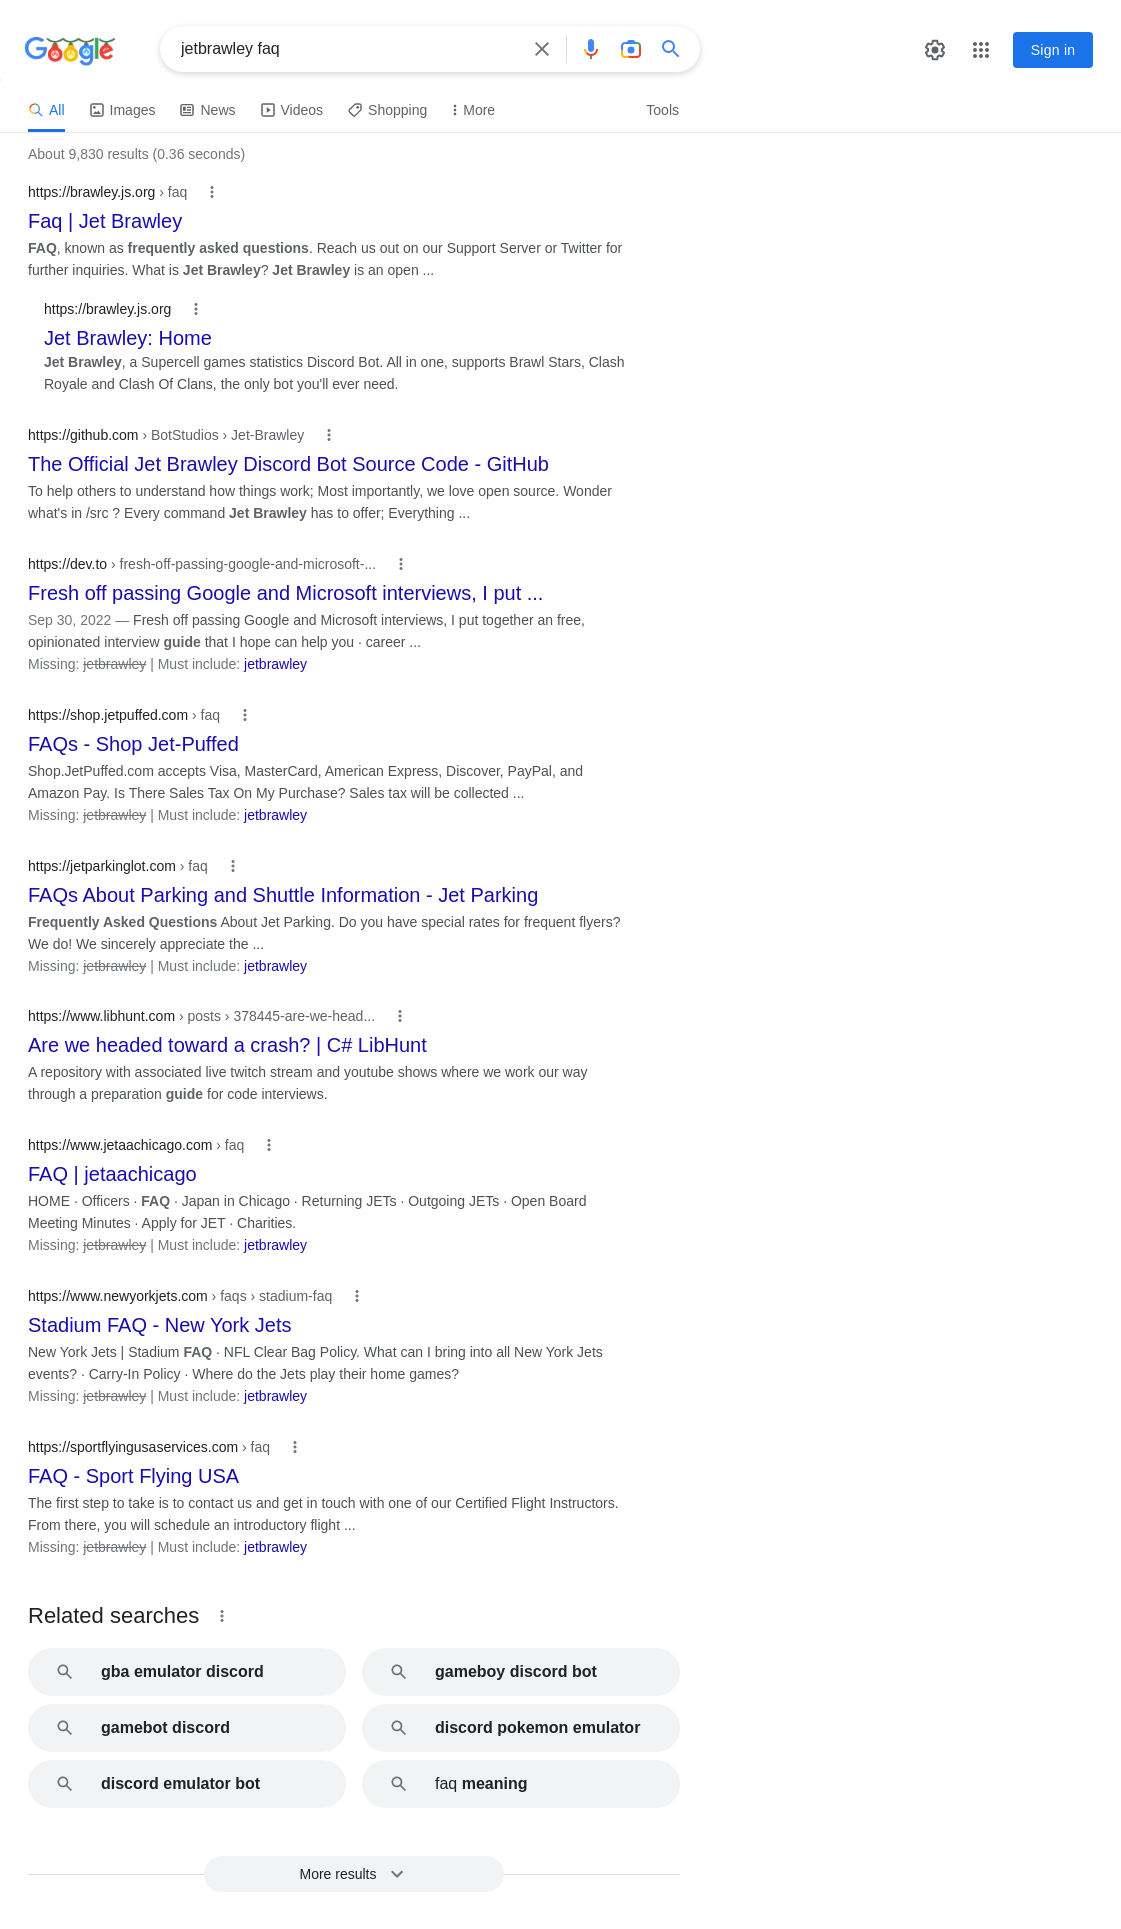 Google
jetbrawley faq
Sign in
All Images News Videos Shopping More Tools
About 9,830 results (0.36 seconds)
https://brawley.js.org › faq
Faq | Jet Brawley
FAQ, known as frequently asked questions. Reach us out on our Support Server or Twitter for
further inquiries. What is Jet Brawley? Jet Brawley is an open ...
https://brawley.js.org
Jet Brawley: Home
Jet Brawley, a Supercell games statistics Discord Bot. All in one, supports Brawl Stars, Clash
Royale and Clash Of Clans, the only bot you'll ever need.
https://github.com › BotStudios › Jet-Brawley
The Official Jet Brawley Discord Bot Source Code - GitHub
To help others to understand how things work; Most importantly, we love open source. Wonder
what's in /src ? Every command Jet Brawley has to offer; Everything ...
https://dev.to › fresh-off-passing-google-and-microsoft-...
Fresh off passing Google and Microsoft interviews, I put ...
Sep 30, 2022 — Fresh off passing Google and Microsoft interviews, I put together an free,
opinionated interview guide that I hope can help you · career ...
Missing: jetbrawley | Must include: jetbrawley
https://shop.jetpuffed.com › faq
FAQs - Shop Jet-Puffed
Shop.JetPuffed.com accepts Visa, MasterCard, American Express, Discover, PayPal, and
Amazon Pay. Is There Sales Tax On My Purchase? Sales tax will be collected ...
Missing: jetbrawley | Must include: jetbrawley
https://jetparkinglot.com › faq
FAQs About Parking and Shuttle Information - Jet Parking
Frequently Asked Questions About Jet Parking. Do you have special rates for frequent flyers?
We do! We sincerely appreciate the ...
Missing: jetbrawley | Must include: jetbrawley
https://www.libhunt.com › posts › 378445-are-we-head...
Are we headed toward a crash? | C# LibHunt
A repository with associated live twitch stream and youtube shows where we work our way
through a preparation guide for code interviews.
https://www.jetaachicago.com › faq
FAQ | jetaachicago
HOME · Officers · FAQ · Japan in Chicago · Returning JETs · Outgoing JETs · Open Board
Meeting Minutes · Apply for JET · Charities.
Missing: jetbrawley | Must include: jetbrawley
https://www.newyorkjets.com › faqs › stadium-faq
Stadium FAQ - New York Jets
New York Jets | Stadium FAQ · NFL Clear Bag Policy. What can I bring into all New York Jets
events? · Carry-In Policy · Where do the Jets play their home games?
Missing: jetbrawley | Must include: jetbrawley
https://sportflyingusaservices.com › faq
FAQ - Sport Flying USA
The first step to take is to contact us and get in touch with one of our Certified Flight Instructors.
From there, you will schedule an introductory flight ...
Missing: jetbrawley | Must include: jetbrawley
Related searches
gba emulator discord
gameboy discord bot
gamebot discord
discord pokemon emulator
discord emulator bot
faq meaning
More results